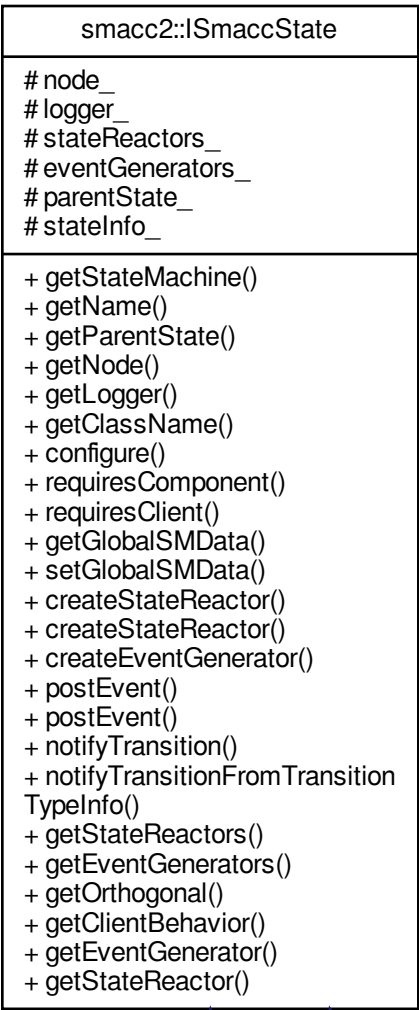 smacc2::ISmaccState
# node_
# logger_
# stateReactors_
# eventGenerators_
# parentState_
# stateInfo_
+ getStateMachine()
+ getName()
+ getParentState()
+ getNode()
+ getLogger()
+ getClassName()
+ configure()
+ requiresComponent()
+ requiresClient()
+ getGlobalSMData()
+ setGlobalSMData()
+ createStateReactor()
+ createStateReactor()
+ createEventGenerator()
+ postEvent()
+ postEvent()
+ notifyTransition()
+ notifyTransitionFromTransition
TypeInfo()
+ getStateReactors()
+ getEventGenerators()
+ getOrthogonal()
+ getClientBehavior()
+ getEventGenerator()
+ getStateReactor()